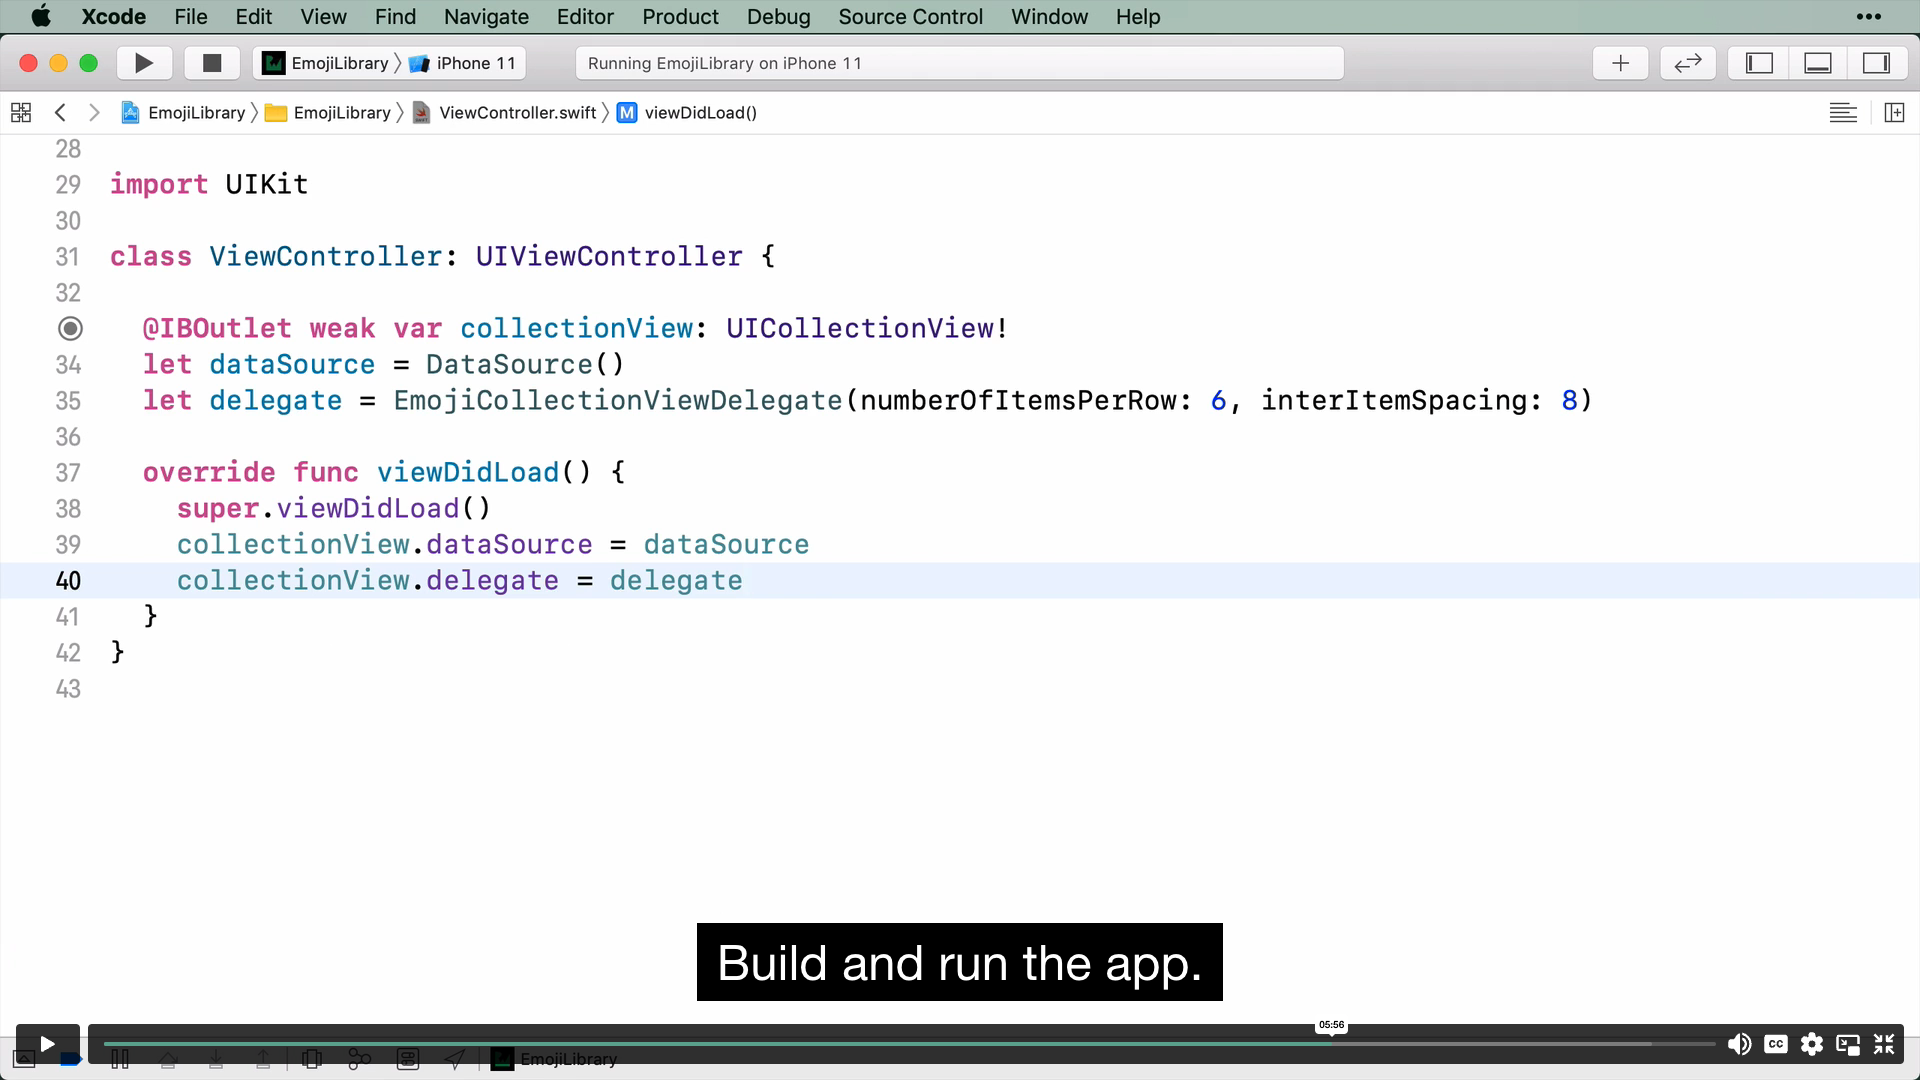 Xcode File Edit View Find Navigate Editor Product Debug Source Control Window Help
EmojiLibrary iPhone 11 Running EmojiLibrary on iPhone 11
EmojiLibrary EmojiLibrary ViewController.swift M viewDidLoad()
28
29 import UIKit
30
31 class ViewController: UIViewController {
32
@IBOutlet weak var collectionView: UICollectionView!
34 let dataSource = DataSource()
35 let delegate = EmojiCollectionViewDelegate(numberOfItemsPerRow: 6, interItemSpacing: 8)
36
37 override func viewDidLoad() {
38 super.viewDidLoad()
39 collectionView.dataSource = dataSource
40 collectionView.delegate = delegate
41 }
42 }
43
Build and run the app.
05:56
CC
EmojiLibrary